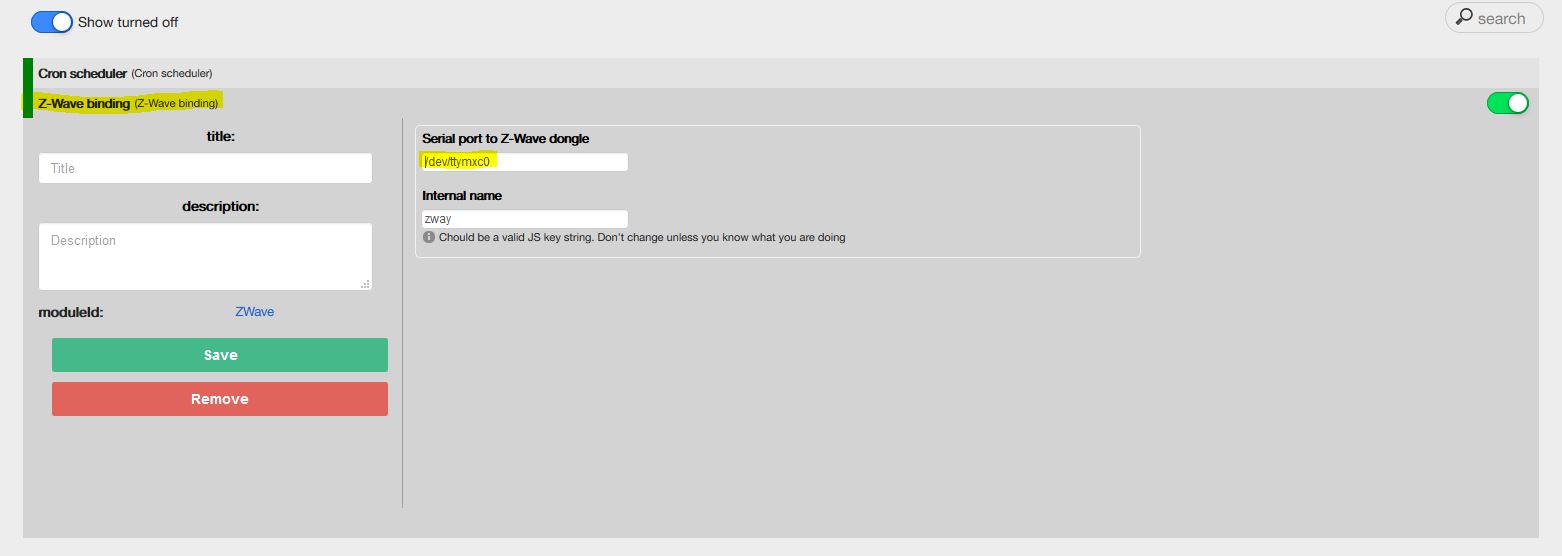 Show turned off
search
Cron scheduler (Cron scheduler)
Z-Wave binding (Z-Wave binding)
title:
Title
description:
Description
moduleId: ZWave
Save
Remove
Serial port to Z-Wave dongle
/dev/ttymxc0
Internal name
zway
Chould be a valid JS key string. Don't change unless you know what you are doing